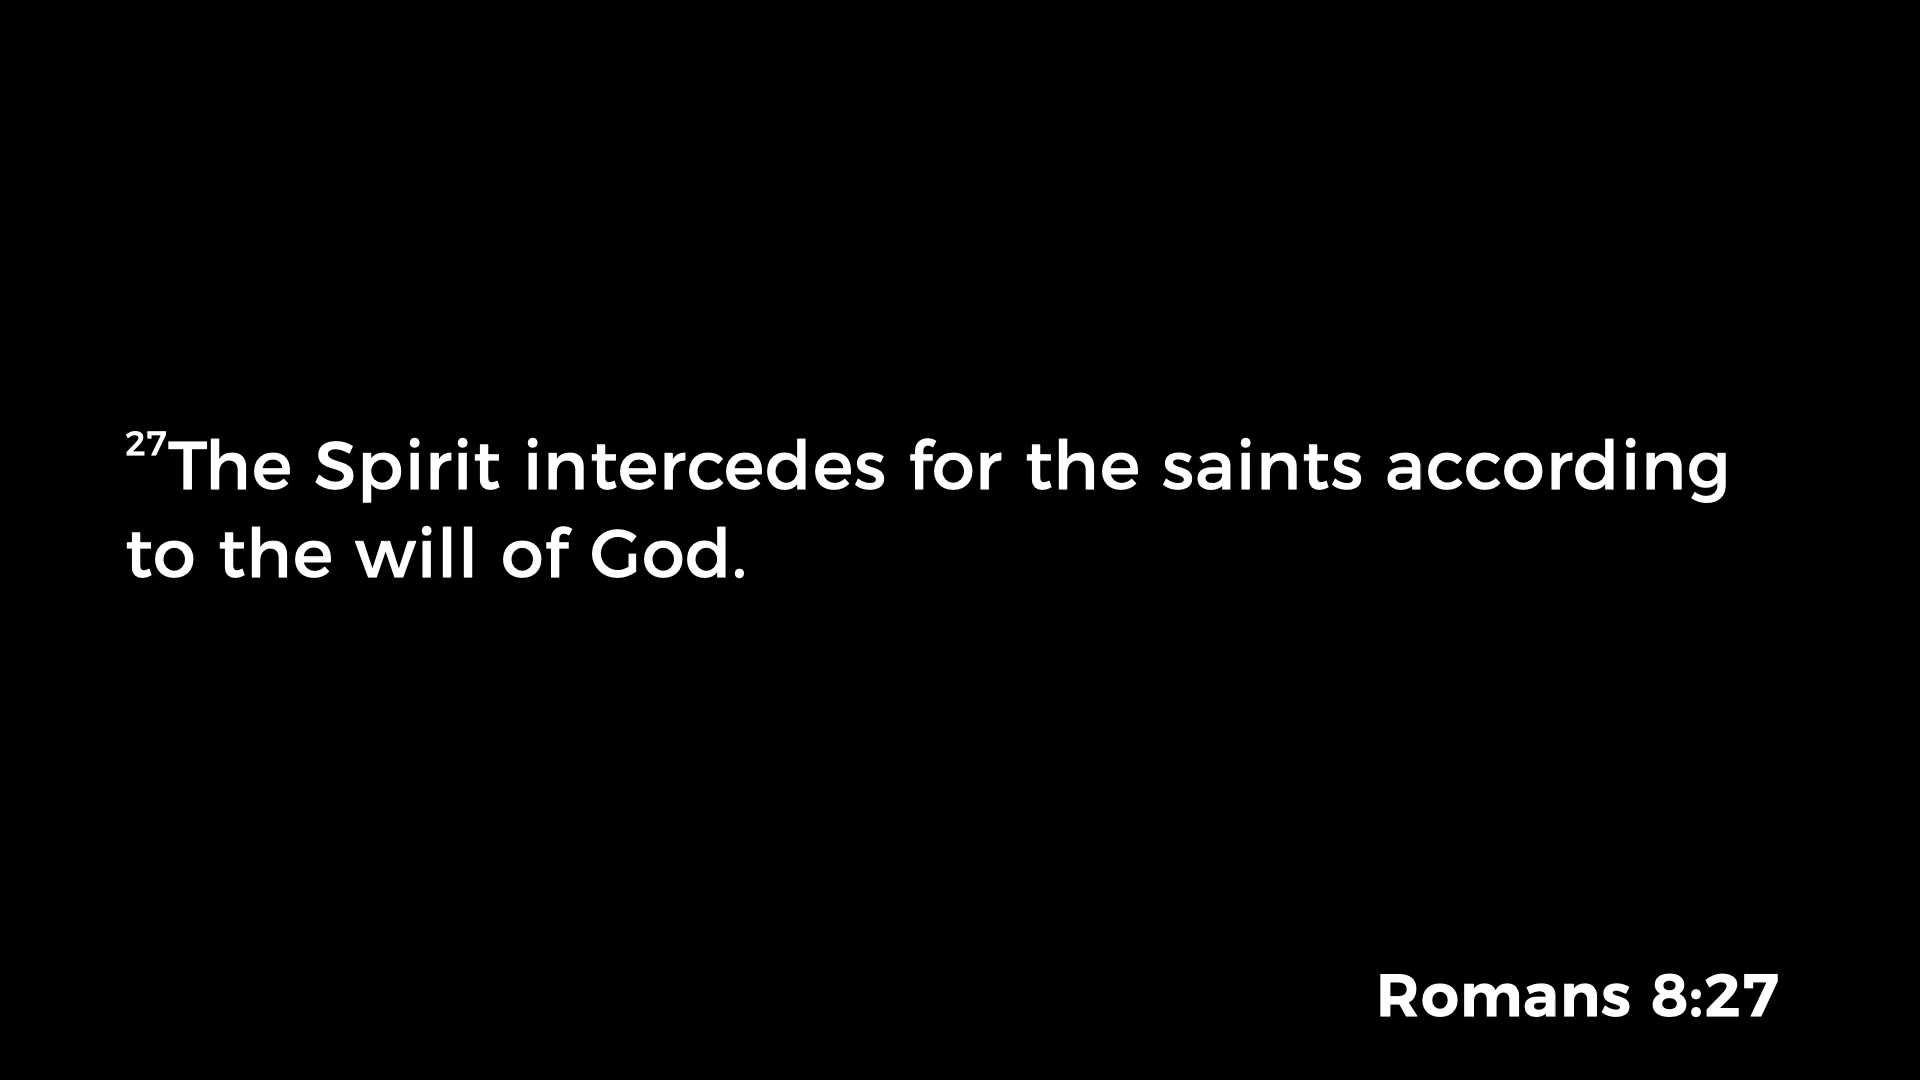 27The Spirit intercedes for the saints according
to the will of God.
Romans 8:27